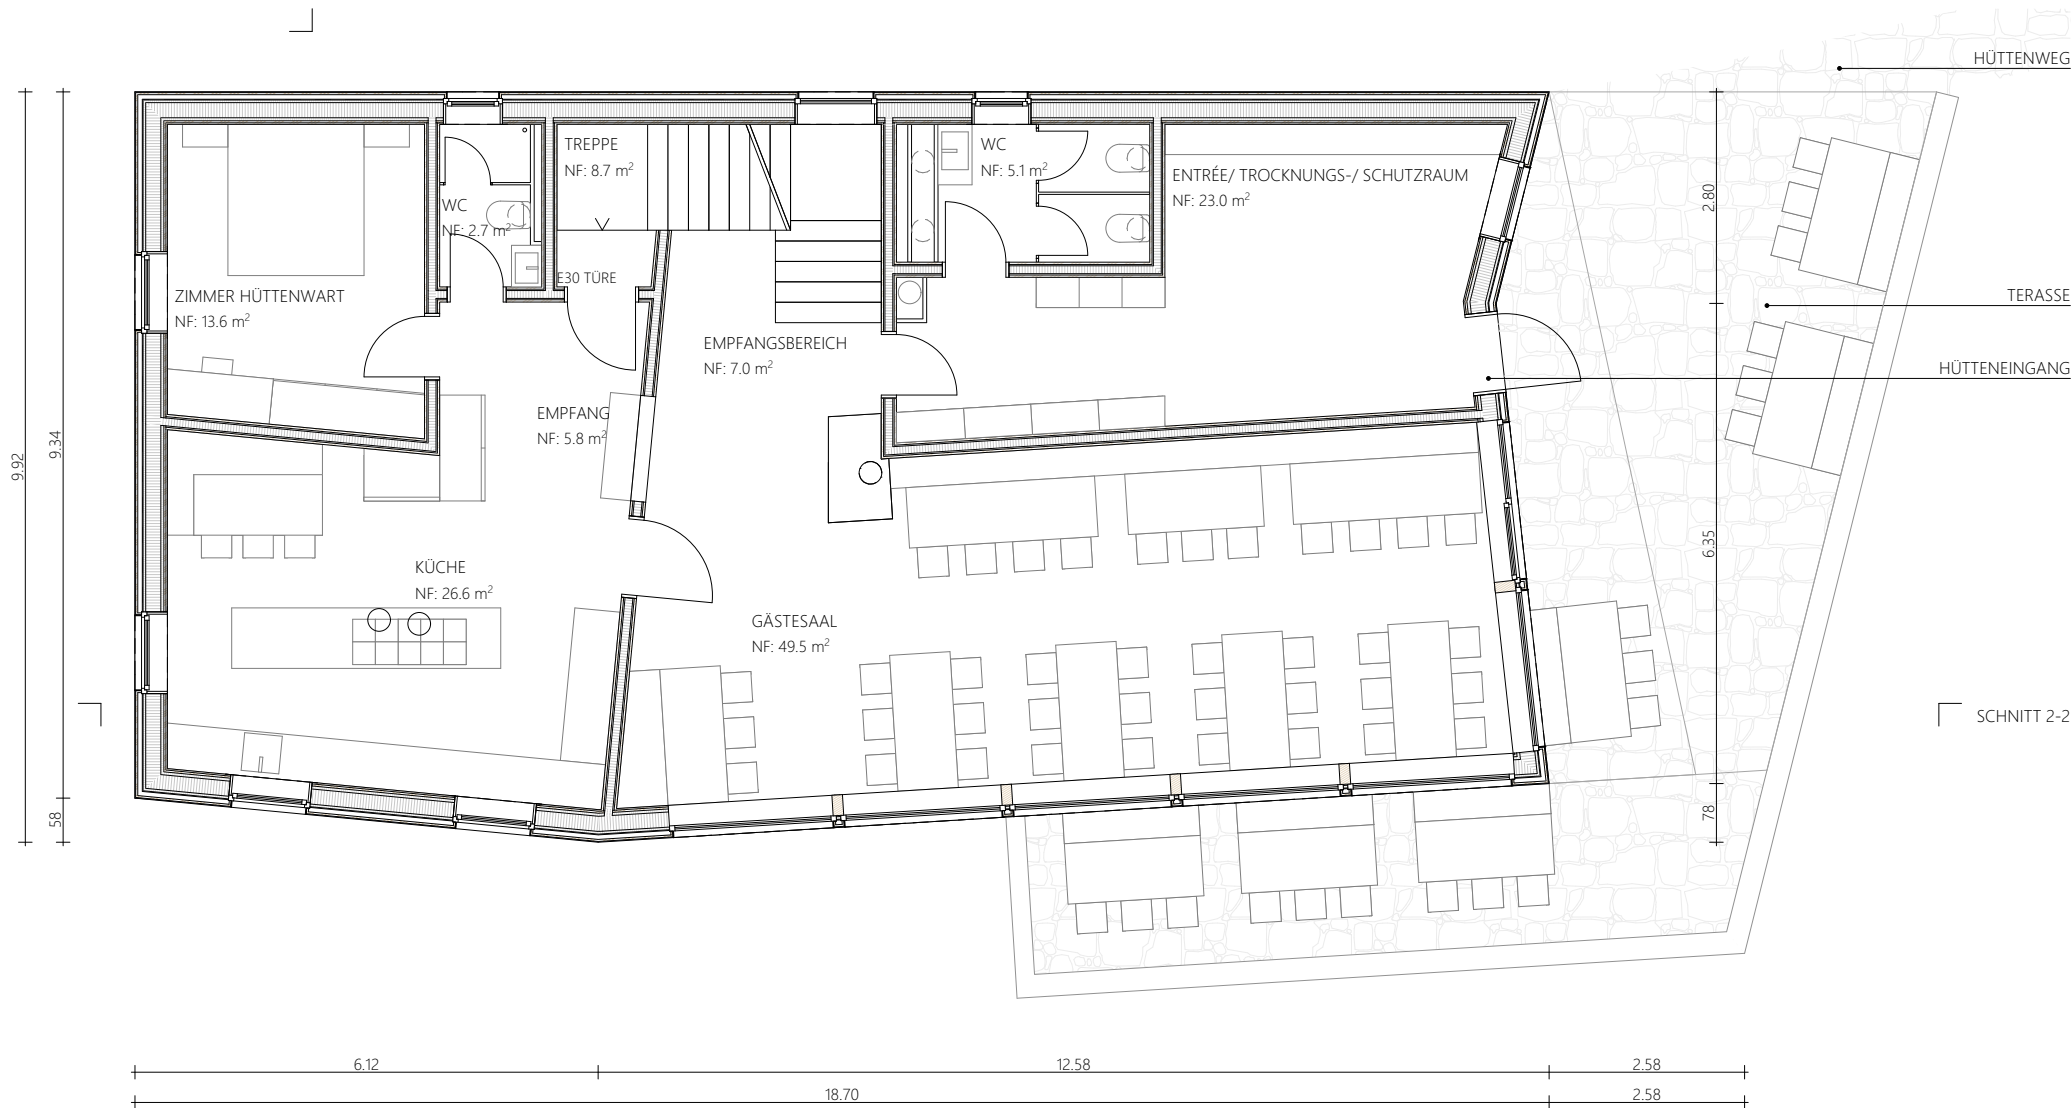 HÜTTENWEG
TREPPE
NF: 8.7 m²
WC
NF: 5.1 m²
ENTRÉE/ TROCKNUNGS-/ SCHUTZRAUM
NF: 23.0 m²
2.80
WC
NF: 2.7 m²
E30 TÜRE
ZIMMER HÜTTENWART
NF: 13.6 m²
TERASSE
EMPFANGSBEREICH
NF: 7.0 m²
HÜTTENEINGANG
EMPFANG
NF: 5.8 m²
9.34
9.92
6.35
KÜCHE
NF: 26.6 m²
GÄSTESAAL
NF: 49.5 m²
SCHNITT 2-2
58
78
6.12
12.58
2.58
18.70
2.58